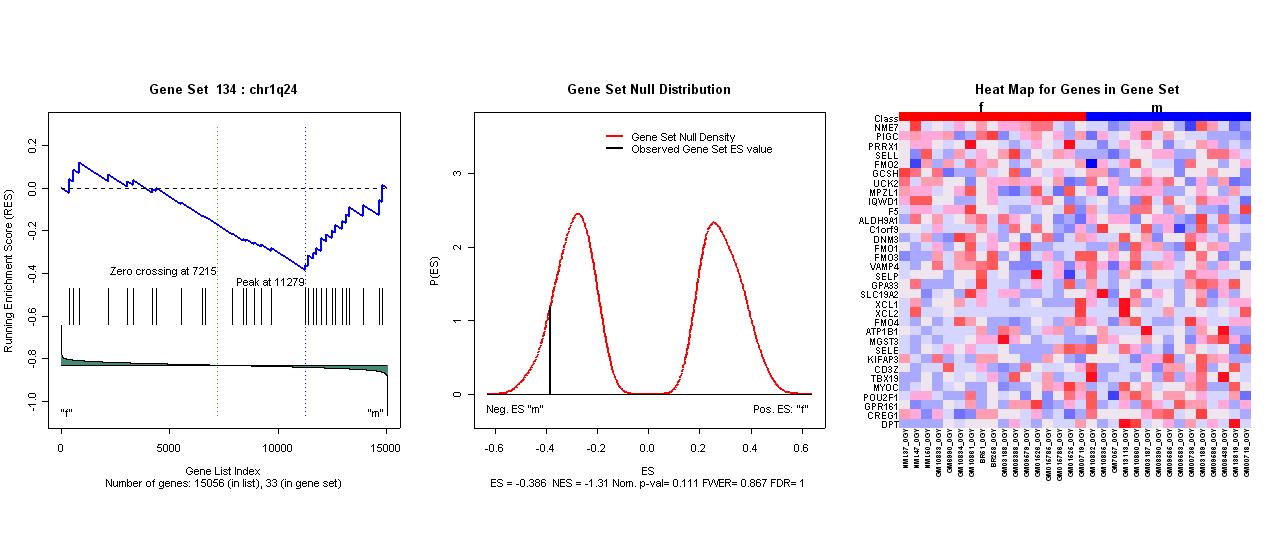 Gene Set 134 : chr1q24
Running Enrichment Score (RES)
0.2
0.0
-0.2
-0.4
-0.6
-0.8
-1.0
Zero crossing at 7215
Peak at 11279
"f"
"m"
0
5000
10000
15000
Gene List Index
Number of genes: 15056 (in list), 33 (in gene set)
Gene Set Null Distribution
Gene Set Null Density
Observed Gene Set ES value
P(ES)
3
2
1
0
Neg. ES "m"
Pos. ES: "f"
-0.6
-0.4
-0.2
0.0
0.2
0.4
0.6
ES
ES = -0.386 NES = -1.31 Nom. p-val= 0.111 FWER= 0.867 FDR= 1
Heat Map for Genes in Gene Set
f
m
Class
NME7
PIGC
PRRX1
SELL
FMO2
GCSH
UCK2
MPZL1
IQWD1
F5
ALDH9A1
C1orf9
DNM3
FMO1
FMO3
VAMP4
SELP
GPA33
SLC19A2
XCL1
XCL2
FMO4
ATP1B1
MGST3
SELE
KIFAP3
CD3Z
TBX19
MYOC
POU2F1
GPR161
CREG1
DPT